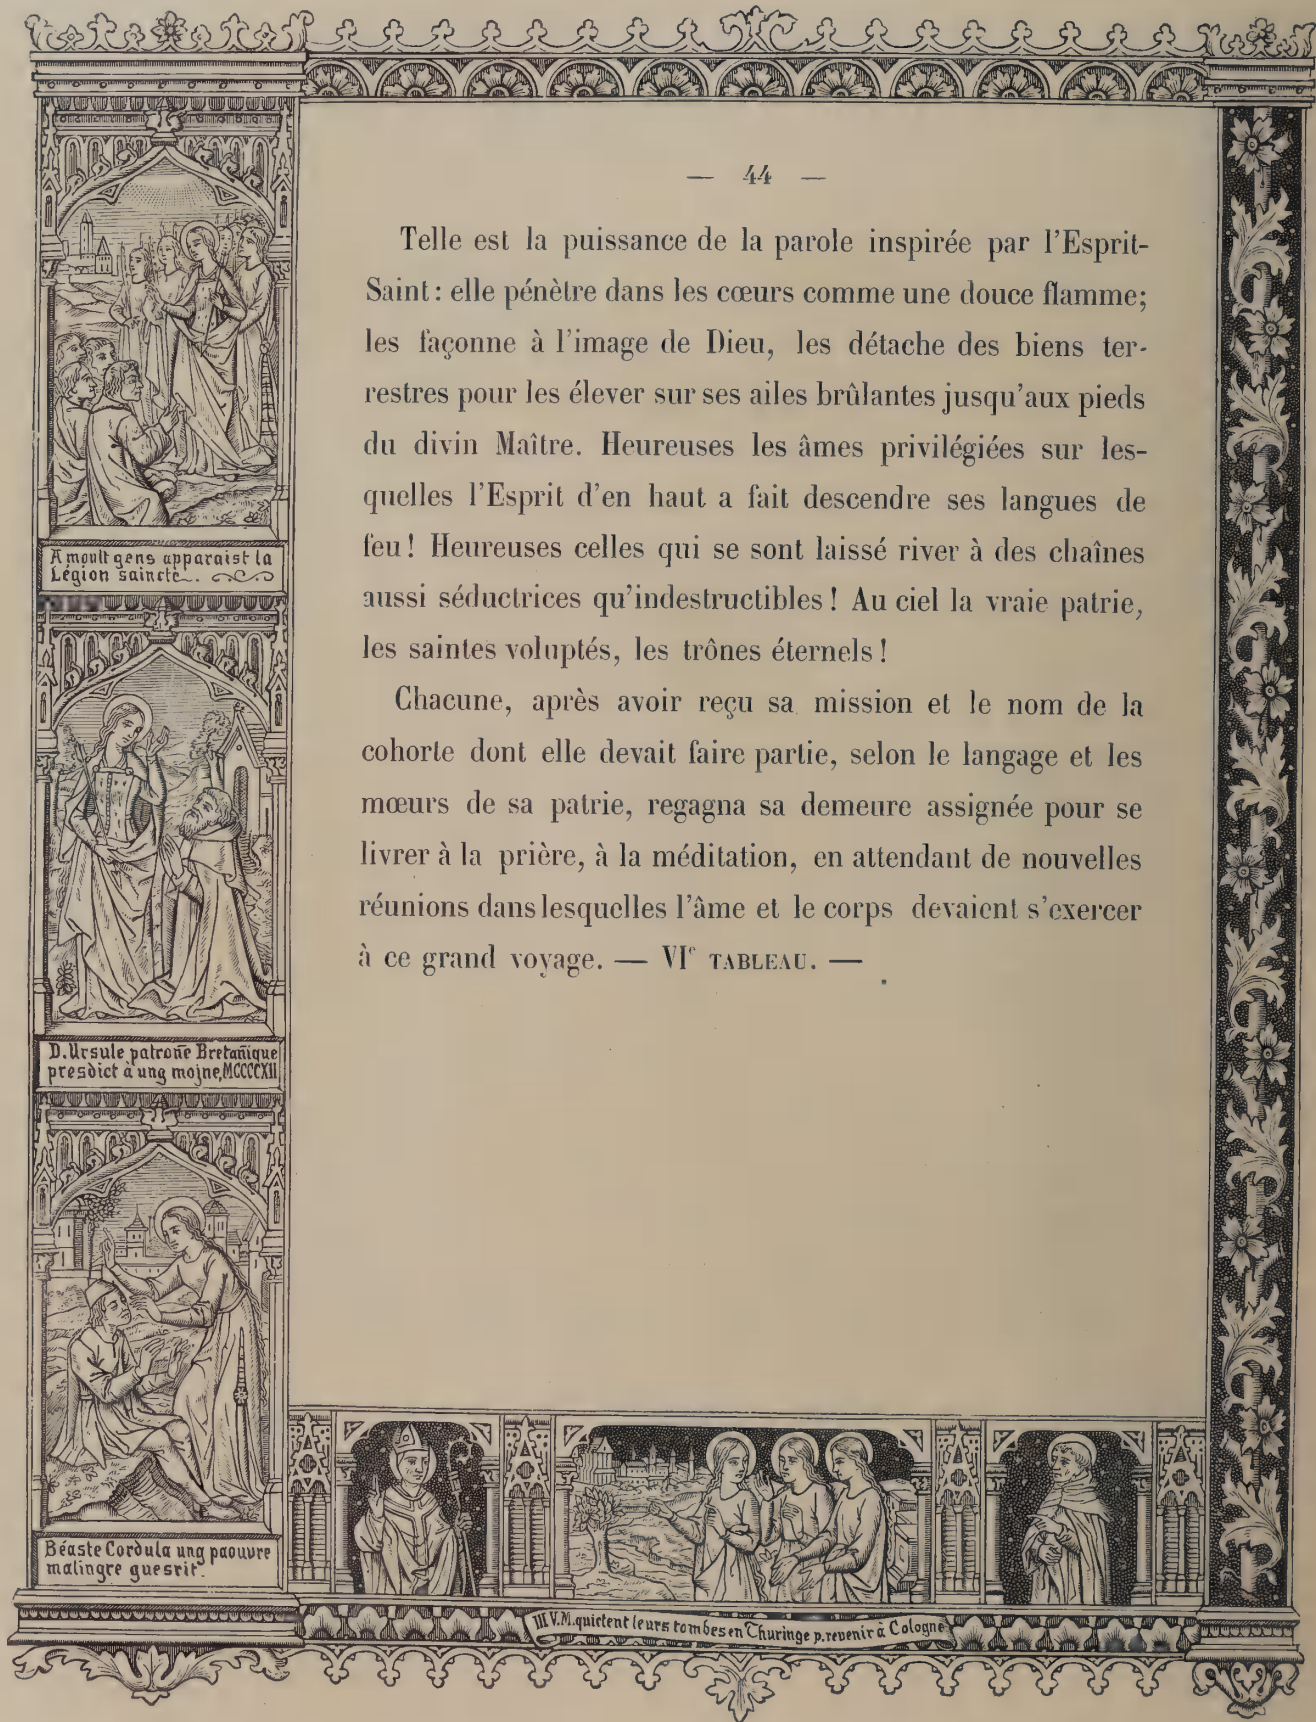 — 44 —
Telle est la puissance de la parole inspirée par l'Esprit-
Saint: elle pénètre dans les cœurs comme une douce flamme;
les façonne à l'image de Dieu, les détache des biens ter-
restres pour les élever sur ses ailes brûlantes jusqu'aux pieds
du divin Maître. Heureuses les âmes privilégiées sur les-
quelles l'Esprit d'en haut a fait descendre ses langues de
feu! Heureuses celles qui se sont laissé river à des chaînes
aussi séductrices qu'indestructibles! Au ciel la vraie patrie,
les saintes voluptés, les trônes éternels!
Chacune, après avoir reçu sa mission et le nom de la
cohorte dont elle devait faire partie, selon le langage et les
mœurs de sa patrie, regagna sa demeure assignée pour se
livrer à la prière, à la méditation, en attendant de nouvelles
réunions dans lesquelles l'âme et le corps devaient s'exercer
à ce grand voyage. — VIe TABLEAU. —
A moult gens apparaist la
Légion saincte..
D. Ursule patrone Bretañique
presdict à ung mojne, MCCCCXII
Béaste Cordula ung paouvre
malingre guesrit.
III V.M. quictent leurs tombes en Thuringe p. revenir à Cologne